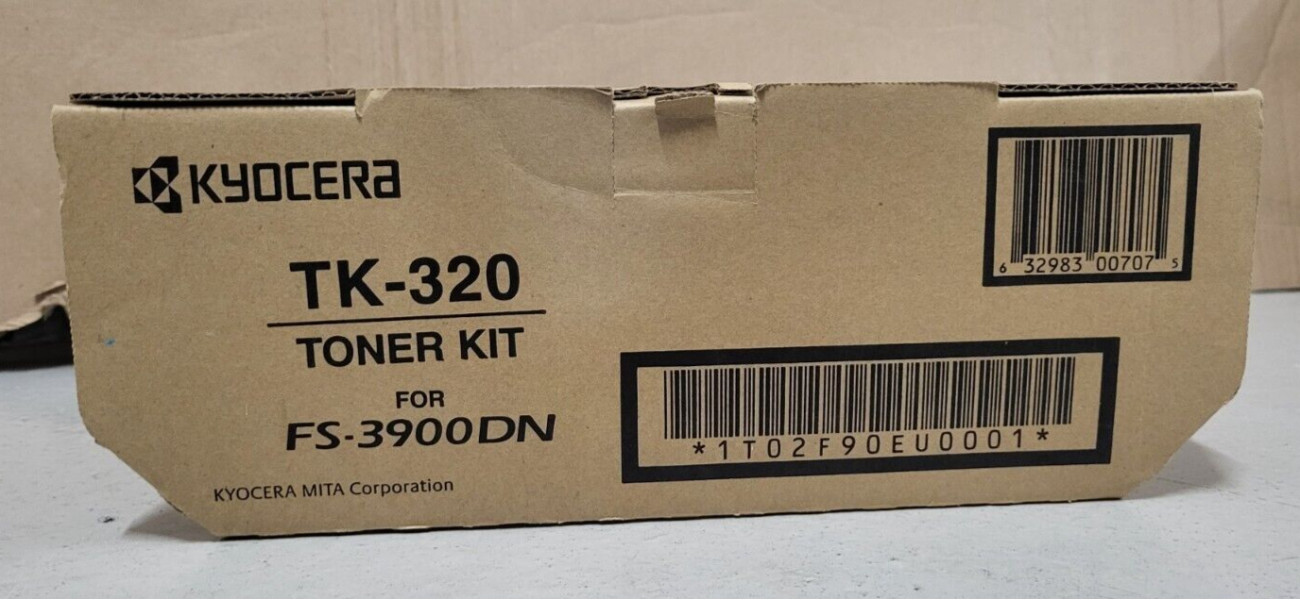 KYOCERA
TK-320
TONER KIT
FOR
FS-3900DN
KYOCERA MITA Corporation
6 32983 00707 5
*1T02F90EU0001*